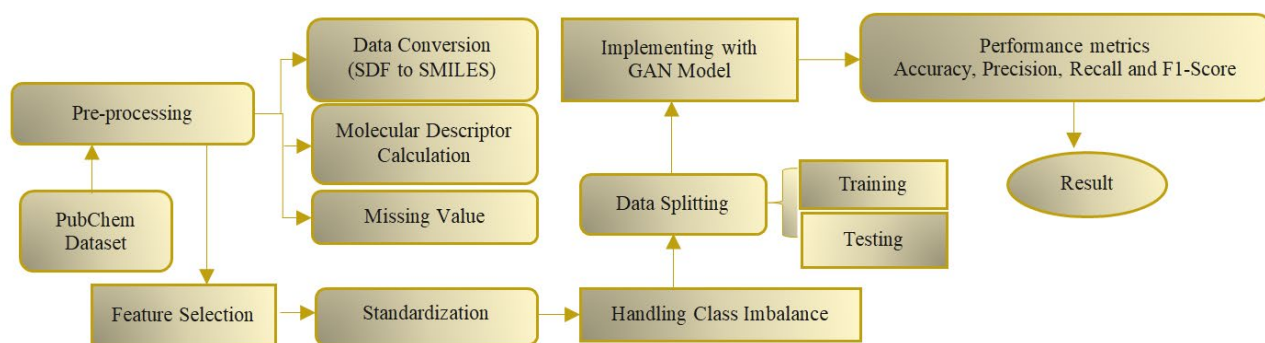 Data Conversion
(SDF to SMILES)
Implementing with
GAN Model
Performance metrics
Accuracy, Precision, Recall and F1-Score
Pre-processing
Molecular Descriptor
Calculation
Training
Result
PubChem
Dataset
Missing Value
Data Splitting
Testing
Feature Selection
Standardization
Handling Class Imbalance